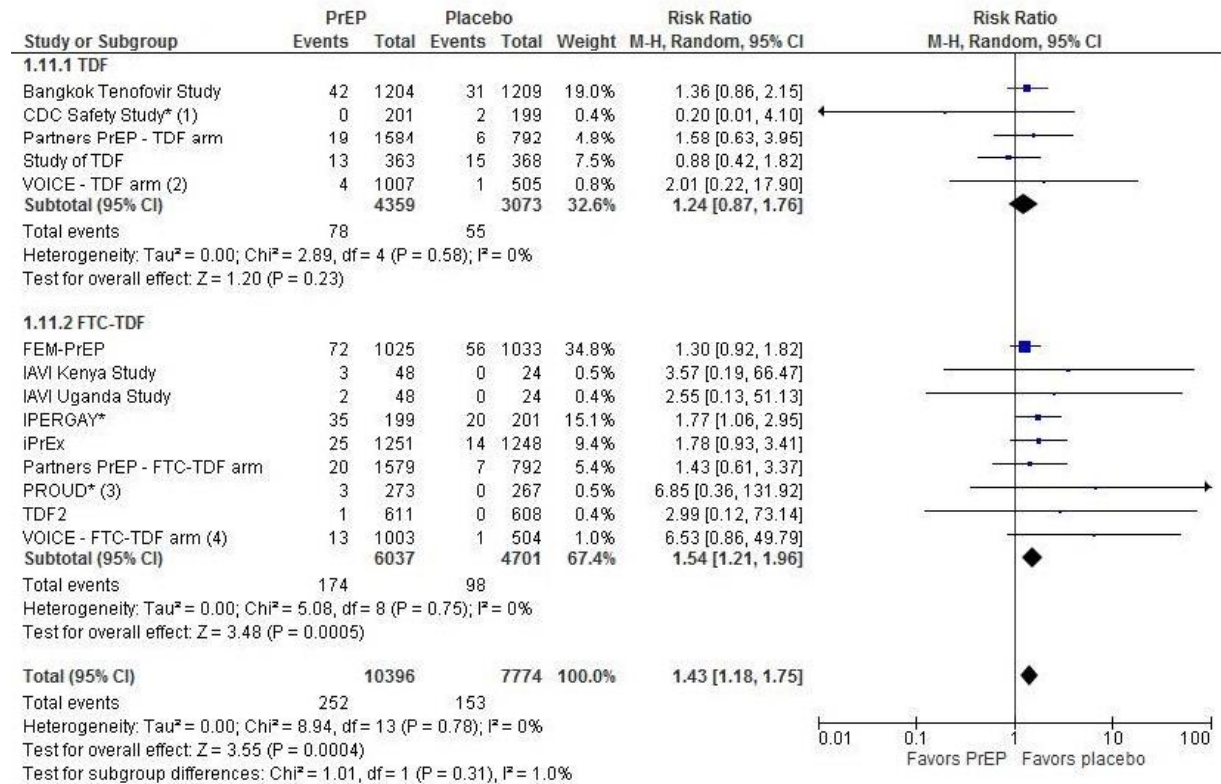 PrEP Placebo Risk Ratio Risk Ratio
Study or Subgroup Events Total Events Total Weight M-H, Random, 95% CI M-H, Random, 95% CI
1.11.1 TDF
Bangkok Tenofovir Study 42 1204 31 1209 19.0% 1.36 [0.86, 2.15]
CDC Safety Study* (1) 0 201 2 199 0.4% 0.20 [0.01, 4.10]
Partners PrEP - TDF arm 19 1584 6 792 4.8% 1.58 [0.63, 3.95]
Study of TDF 13 363 15 368 7.5% 0.88 [0.42, 1.82]
VOICE - TDF arm (2) 4 1007 1 505 0.8% 2.01 [0.22, 17.90]
Subtotal (95% CI) 4359 3073 32.6% 1.24 [0.87, 1.76]
Total events 78 55
Heterogeneity: Tau² = 0.00; Chi² = 2.89, df = 4 (P = 0.58); I² = 0%
Test for overall effect: Z = 1.20 (P = 0.23)
1.11.2 FTC-TDF
FEM-PrEP 72 1025 56 1033 34.8% 1.30 [0.92, 1.82]
IAVI Kenya Study 3 48 0 24 0.5% 3.57 [0.19, 66.47]
IAVI Uganda Study 2 48 0 24 0.4% 2.55 [0.13, 51.13]
IPERGAY* 35 199 20 201 15.1% 1.77 [1.06, 2.95]
iPrEx 25 1251 14 1248 9.4% 1.78 [0.93, 3.41]
Partners PrEP - FTC-TDF arm 20 1579 7 792 5.4% 1.43 [0.61, 3.37]
PROUD* (3) 3 273 0 267 0.5% 6.85 [0.36, 131.92]
TDF2 1 611 0 608 0.4% 2.99 [0.12, 73.14]
VOICE - FTC-TDF arm (4) 13 1003 1 504 1.0% 6.53 [0.86, 49.79]
Subtotal (95% CI) 6037 4701 67.4% 1.54 [1.21, 1.96]
Total events 174 98
Heterogeneity: Tau² = 0.00; Chi² = 5.08, df = 8 (P = 0.75); I² = 0%
Test for overall effect: Z = 3.48 (P = 0.0005)
Total (95% CI) 10396 7774 100.0% 1.43 [1.18, 1.75]
Total events 252 153
Heterogeneity: Tau² = 0.00; Chi² = 8.94, df = 13 (P = 0.78); I² = 0%
Test for overall effect: Z = 3.55 (P = 0.0004)
Test for subgroup differences: Chi² = 1.01, df = 1 (P = 0.31), I² = 1.0%
0.01 0.1 1 10 100
Favors PrEP Favors placebo